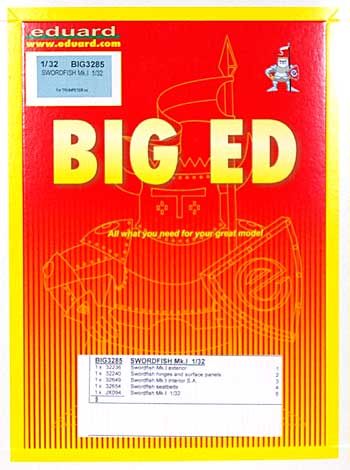 eduard
www.eduard.com
1/32 BIG3285
SWORDFISH Mk.I 1/32
for TRUMPETER kit
BIG ED
All what you need for your great model
e
BIG3285 SWORDFISH Mk.I 1/32
1 x 32236 Swordfish Mk.I exterior 1
1 x 32240 Swordfish hinges and surface panels 2
1 x 32649 Swordfish Mk.I interior S.A. 3
1 x 32654 Swordfish seatbelts 4
1 x JX094 Swordfish Mk.I 1/32 5